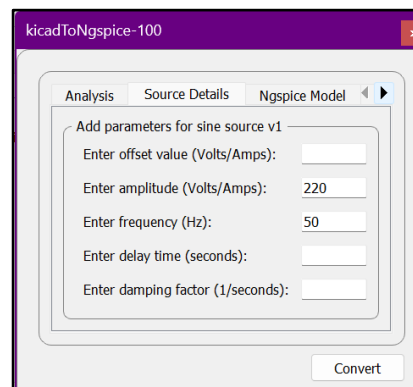 kicadToNgspice-100
Analysis Source Details Ngspice Model
Add parameters for sine source v1
Enter offset value (Volts/Amps):
Enter amplitude (Volts/Amps): 220
Enter frequency (Hz): 50
Enter delay time (seconds):
Enter damping factor (1/seconds):
Convert